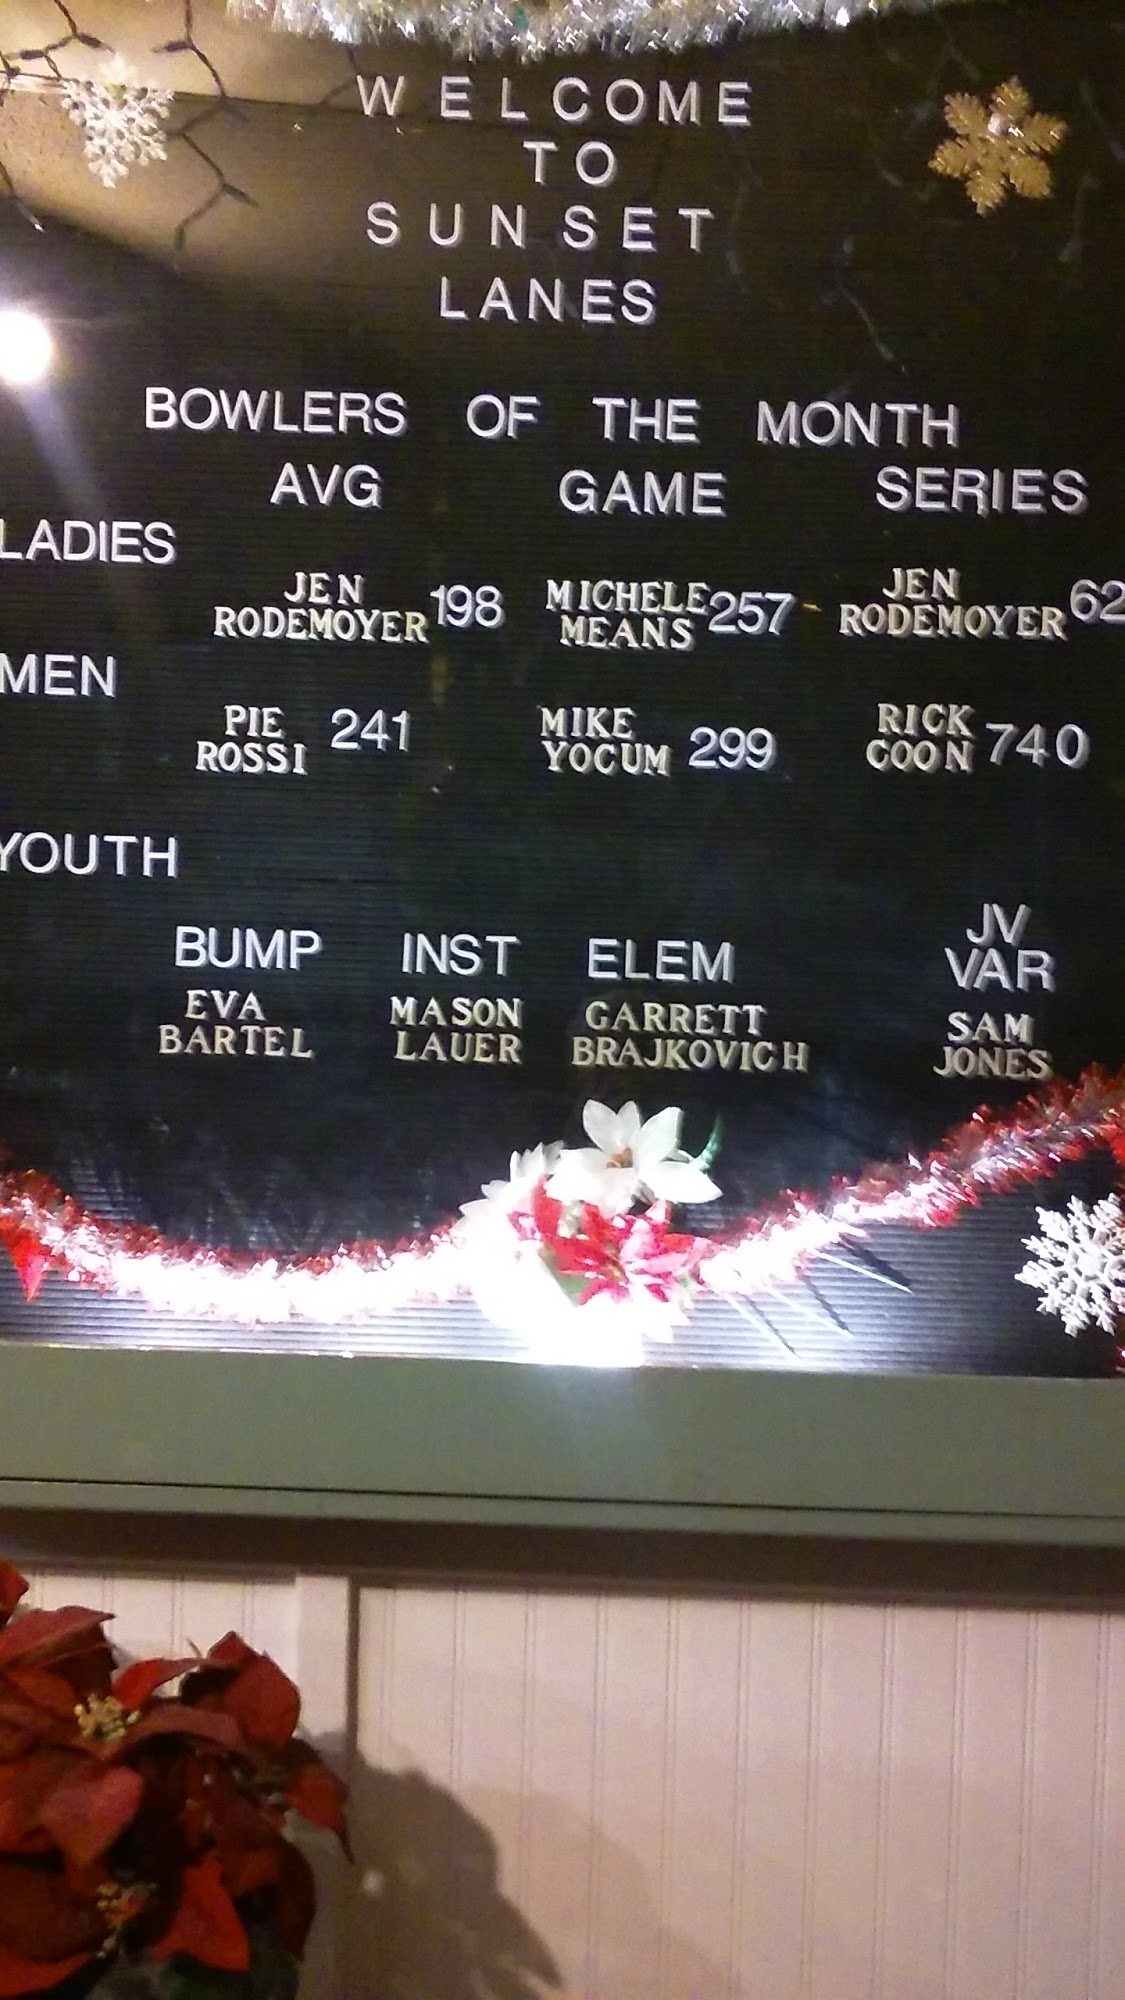 WELCOME
TO
SUNSET
LANES
BOWLERS OF THE MONTH
AVG GAME SERIES
LADIES
JEN RODEMOYER 198 MICHELE MEANS 257 JEN RODEMOYER 62
MEN
PIE ROSSI 241 MIKE YOCUM 299 RICK COON 740
YOUTH
BUMP INST ELEM JV VAR
EVA BARTEL MASON LAUER GARRETT BRAJKOVICH SAM JONES